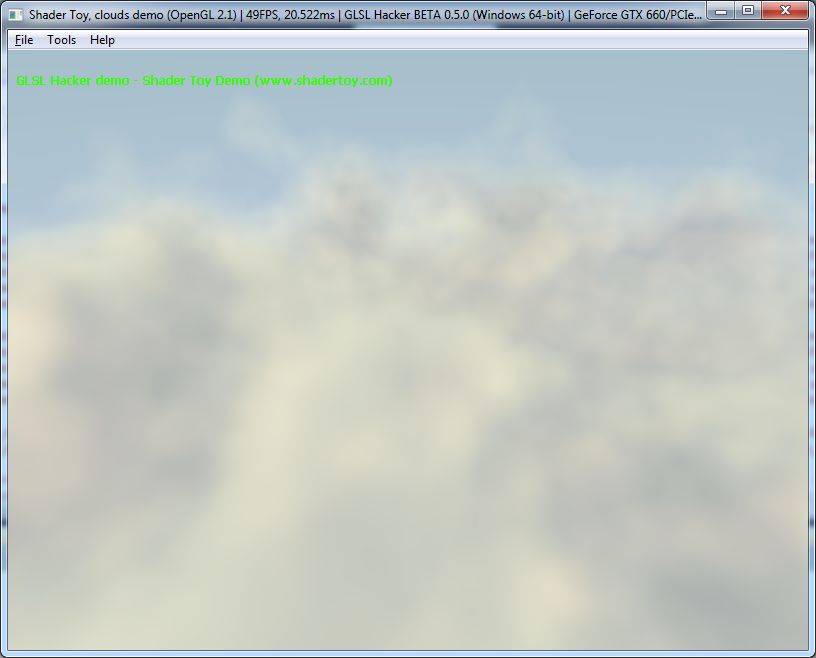 Shader Toy, clouds demo (OpenGL 2.1) | 49FPS, 20.522ms | GLSL Hacker BETA 0.5.0 (Windows 64-bit) | GeForce GTX 660/PCIe...
File Tools Help
GLSL Hacker demo - Shader Toy Demo (www.shadertoy.com)